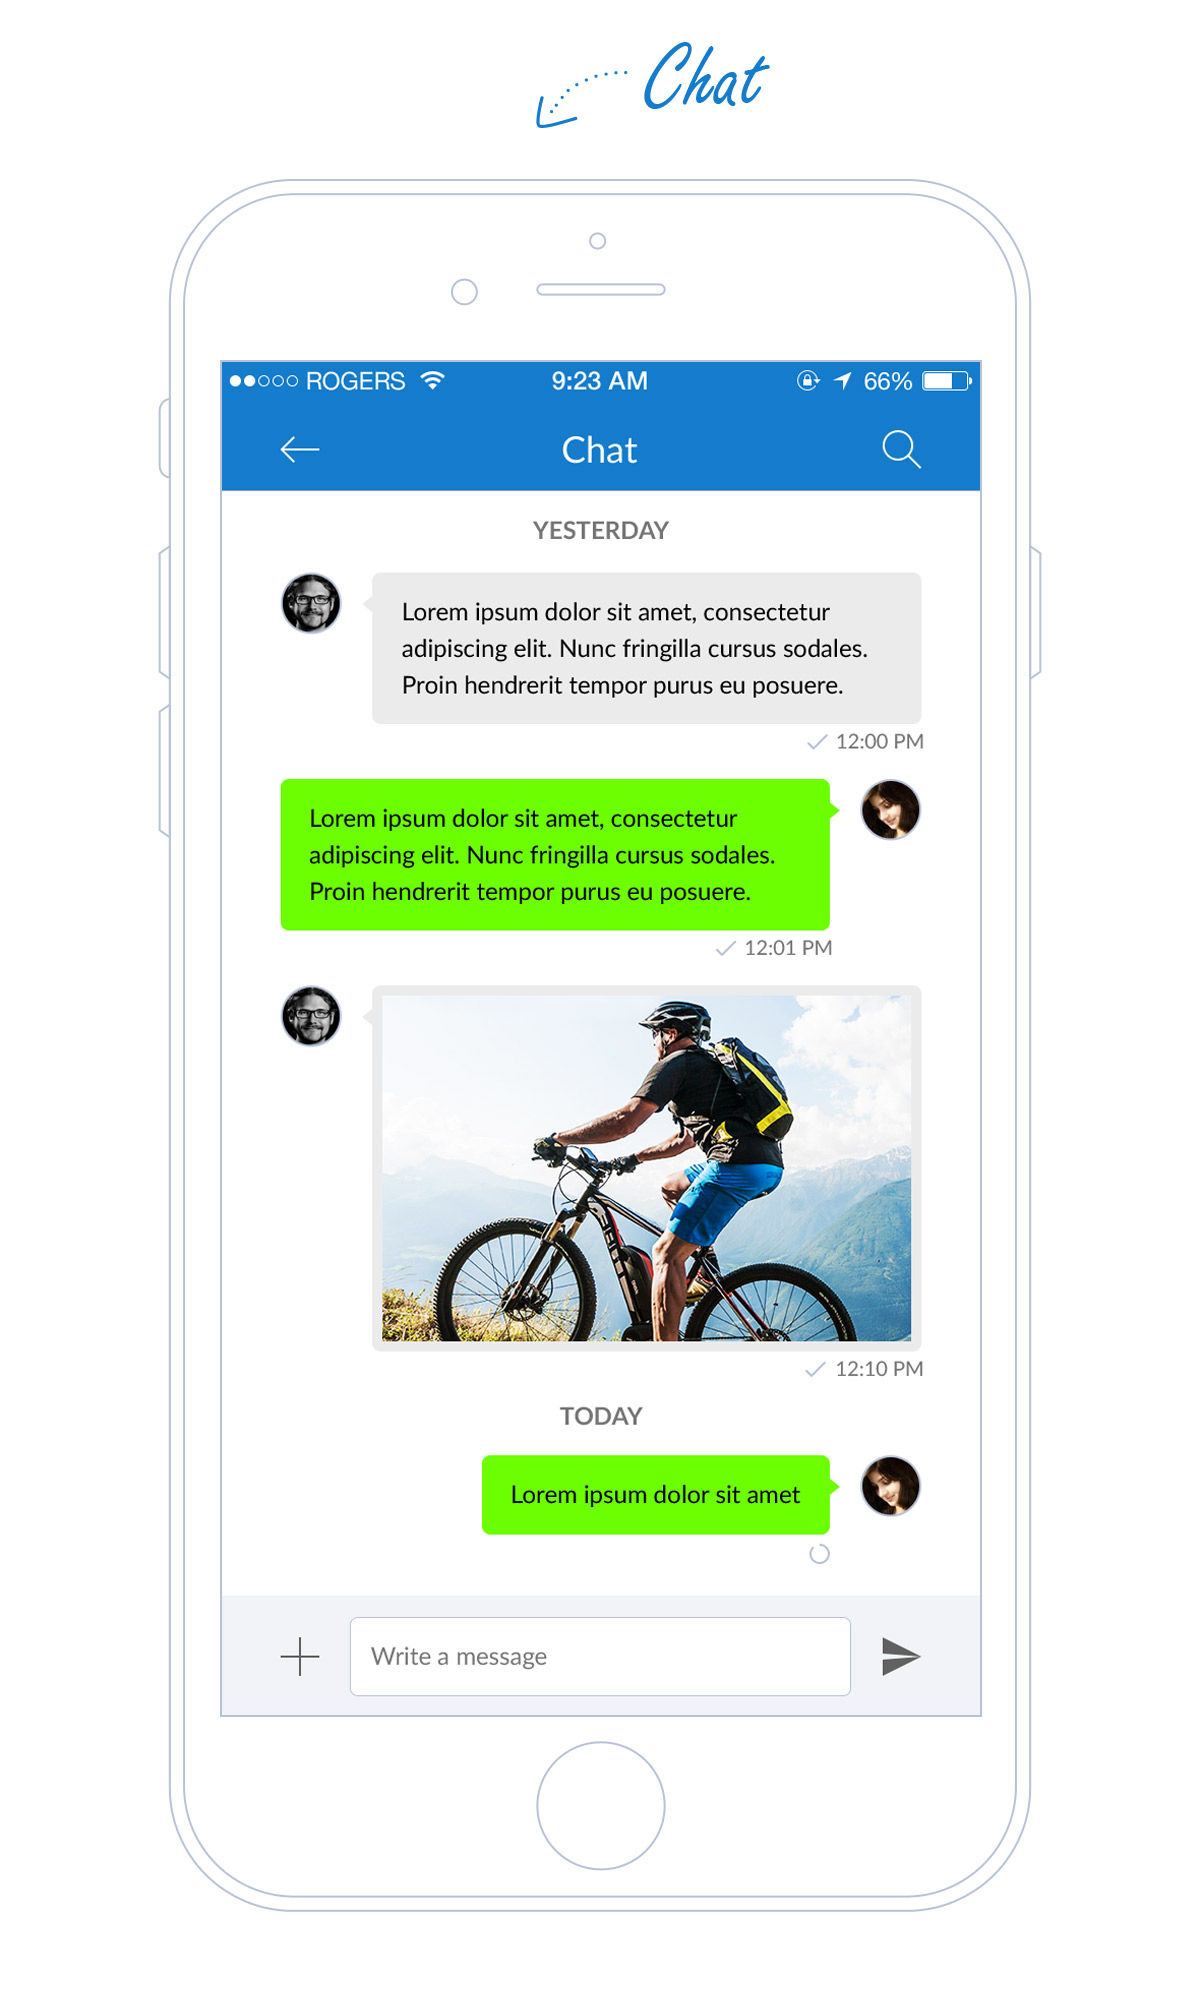 Chat
ROGERS 9:23 AM 66%
Chat
YESTERDAY
Lorem ipsum dolor sit amet, consectetur
adipiscing elit. Nunc fringilla cursus sodales.
Proin hendrerit tempor purus eu posuere.
12:00 PM
Lorem ipsum dolor sit amet, consectetur
adipiscing elit. Nunc fringilla cursus sodales.
Proin hendrerit tempor purus eu posuere.
12:01 PM
12:10 PM
TODAY
Lorem ipsum dolor sit amet
Write a message